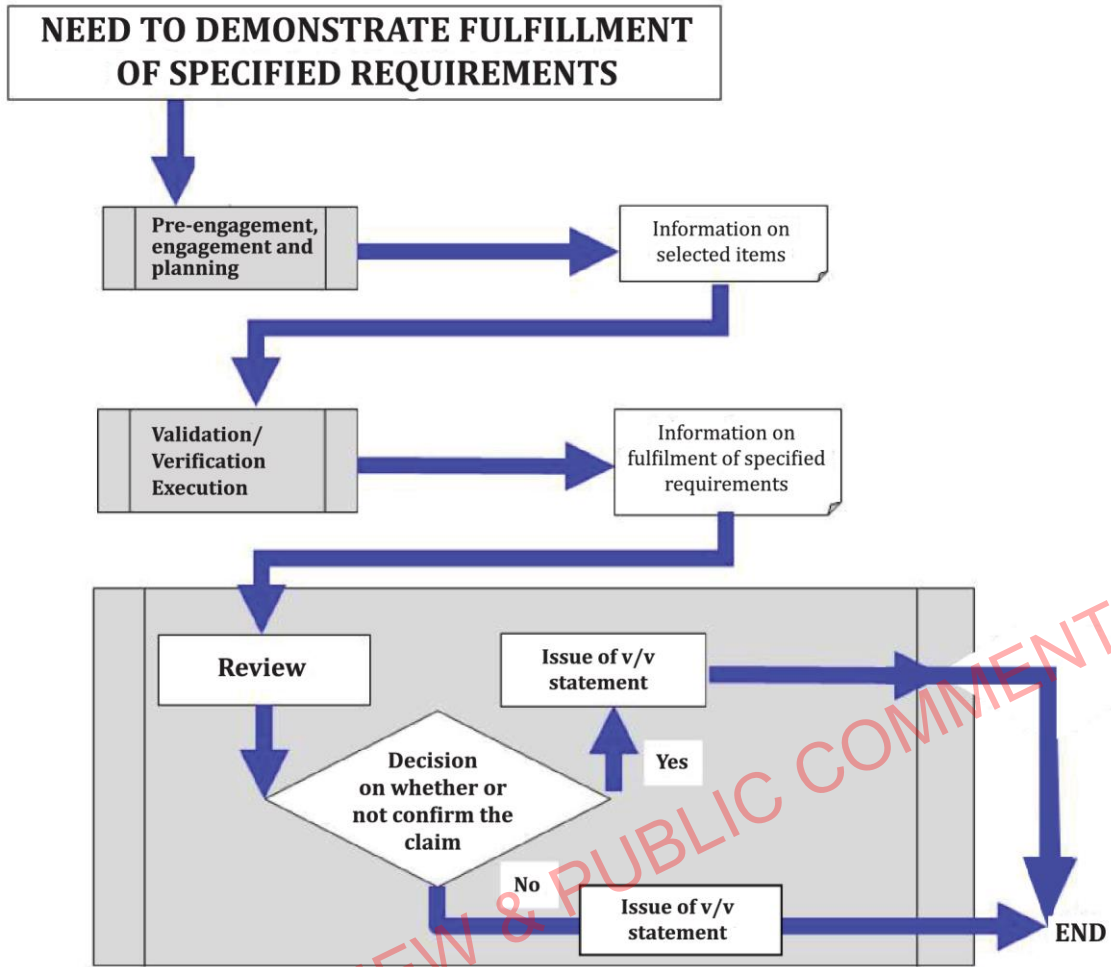 NEED TO DEMONSTRATE FULFILLMENT
OF SPECIFIED REQUIREMENTS
Pre-engagement,
engagement and
planning
Information on
selected items
Validation/
Verification
Execution
Information on
fulfilment of specified
requirements
Review
Issue of v/v
statement
Decision
on whether or
not confirm the
claim
Yes
No
Issue of v/v
statement
END
& PUBLIC COMMENT